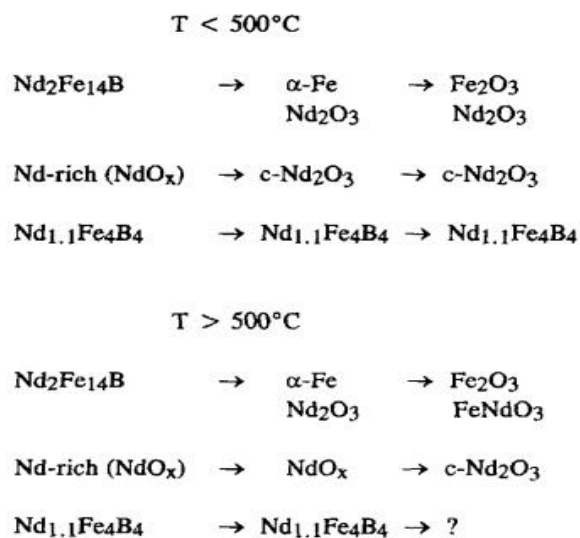 T < 500°C
Nd2Fe14B → α-Fe → Fe2O3
Nd2O3 Nd2O3
Nd-rich (NdOx) → c-Nd2O3 → c-Nd2O3
Nd1.1Fe4B4 → Nd1.1Fe4B4 → Nd1.1Fe4B4
T > 500°C
Nd2Fe14B → α-Fe → Fe2O3
Nd2O3 FeNdO3
Nd-rich (NdOx) → NdOx → c-Nd2O3
Nd1.1Fe4B4 → Nd1.1Fe4B4 → ?